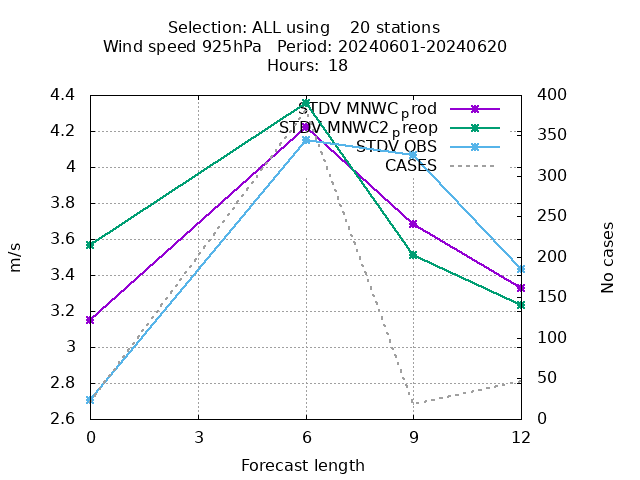 Selection: ALL using    20 stations
Wind speed 925hPa   Period: 20240601-20240620
Hours: 18
4.4
4.2
4
3.8
3.6
3.4
3.2
3
2.8
2.6
400
350
300
250
200
150
100
50
0
0
3
6
9
12
m/s
No cases
Forecast length
STDV MNWC_prod
STDV MNWC2_preop
STDV OBS
CASES